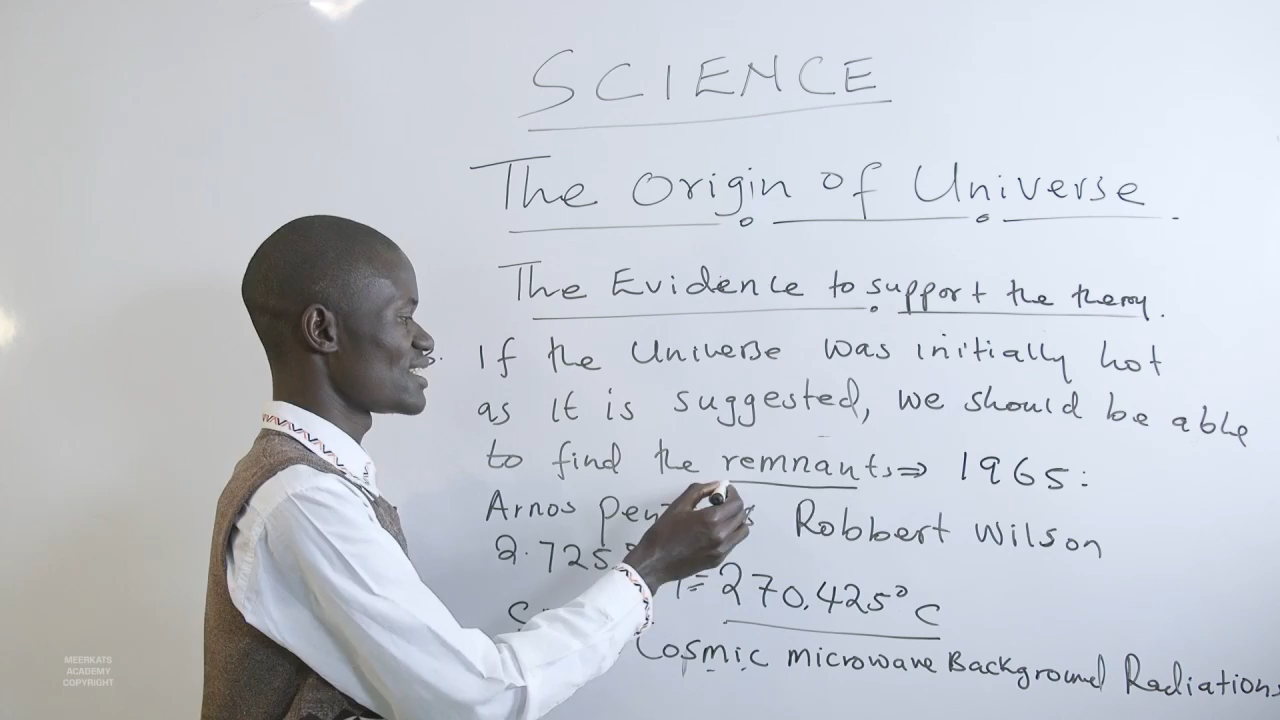 SCIENCE
The Origin of Universe.
The Evidence to support the theory.
If the Universe was initially hot
as it is suggested, we should be able
to find the remnants ⇒ 1965:
Arnos Robbert Wilson
2.725 = 270.425°C
Cosmic microwave Background Radiations
MEERKATS
ACADEMY
COPYRIGHT